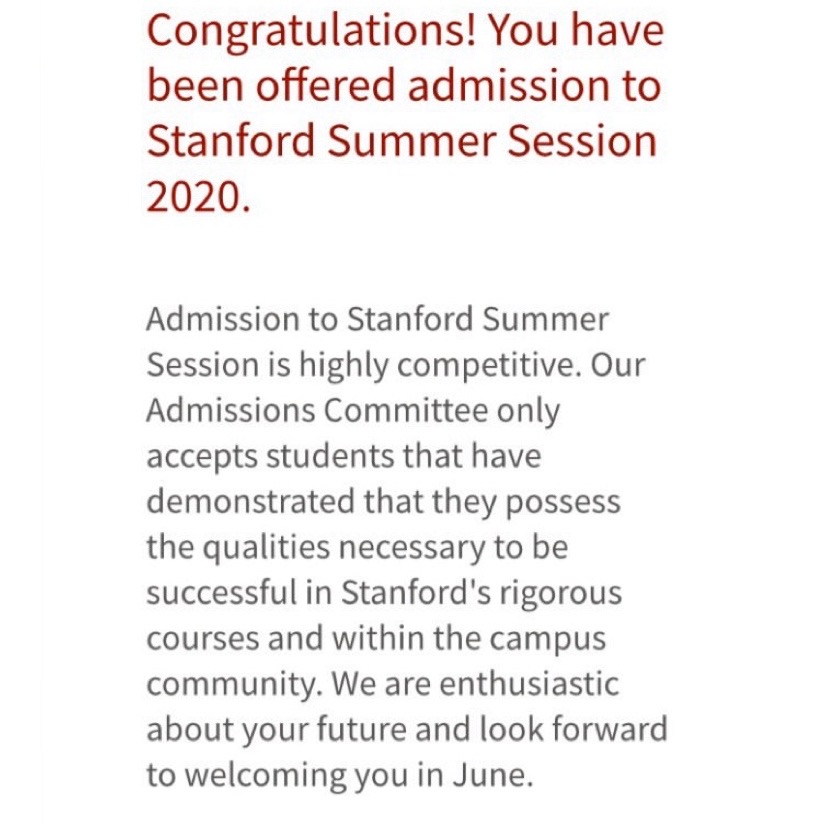 Congratulations! You have
been offered admission to
Stanford Summer Session
2020.
Admission to Stanford Summer
Session is highly competitive. Our
Admissions Committee only
accepts students that have
demonstrated that they possess
the qualities necessary to be
successful in Stanford's rigorous
courses and within the campus
community. We are enthusiastic
about your future and look forward
to welcoming you in June.